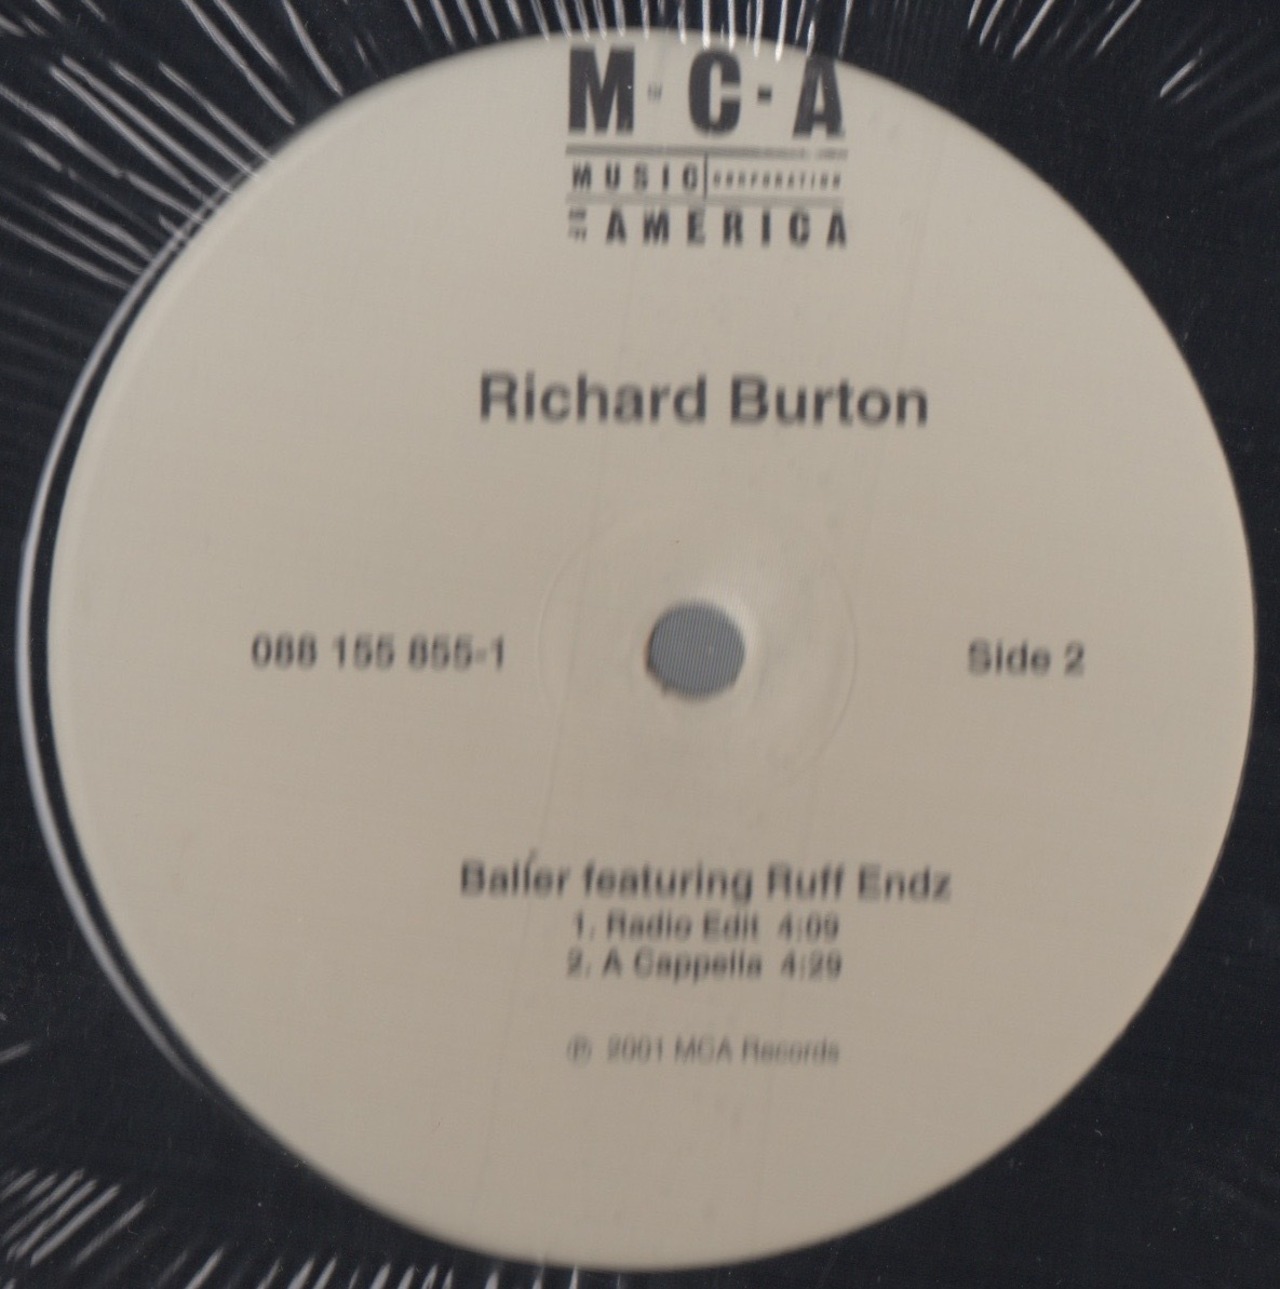 M·C·A
MUSIC CORPORATION
OF AMERICA
Richard Burton
088 155 855-1
Side 2
Baller featuring Ruff Endz
1. Radio Edit 4:09
2. A Cappella 4:29
℗ 2001 MCA Records